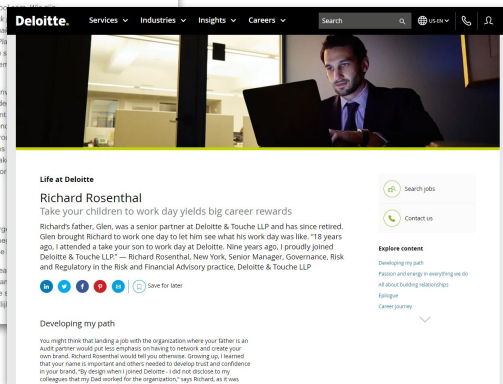 Deloitte.
Services
Industries
Insights
Careers
Search
US-EN
Life at Deloitte
Richard Rosenthal
Take your children to work day yields big career rewards
Richard's father, Glen, was a senior partner at Deloitte & Touche LLP and has since retired.
Glen brought Richard to work one day to let him see what his work day was like. "18 years
ago, I attended a take your son to work day at Deloitte. Nine years ago, I proudly joined
Deloitte & Touche LLP." — Richard Rosenthal, New York, Senior Manager, Governance, Risk
and Regulatory in the Risk and Financial Advisory practice, Deloitte & Touche LLP
Save for later
Developing my path
You might think that landing a job with the organization where your father is an
Audit partner would put less emphasis on having to network and create your
own brand. Richard Rosenthal would tell you otherwise. Growing up, I learned
that your name is important and others needed to develop trust and confidence
in your brand, "By design when I joined Deloitte - I did not disclose to my
colleagues that my Dad worked for the organization," says Richard, as it was
Search jobs
Contact us
Explore content
Developing my path
Passion and energy in everything we do
All about building relationships
Epilogue
Career journey